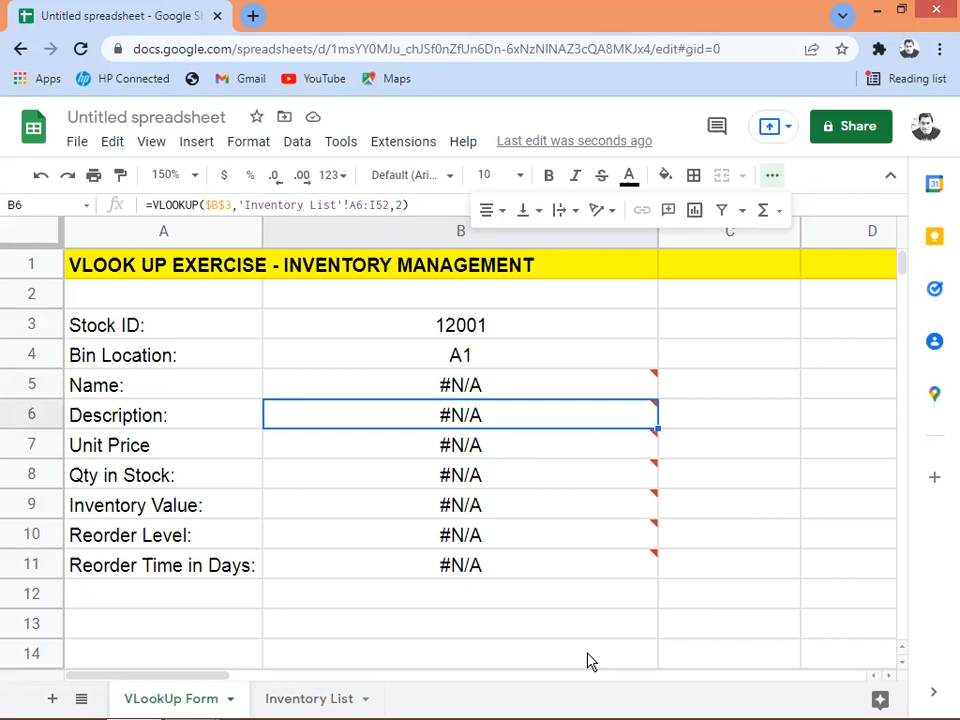 Untitled spreadsheet - Google Sh
docs.google.com/spreadsheets/d/1msYY0MJu_chJSf0nZfUn6Dn-6xNzNINAZ3cQA8MKJx4/edit#gid=0
Apps HP Connected Gmail YouTube Maps Reading list
Untitled spreadsheet
File Edit View Insert Format Data Tools Extensions Help Last edit was seconds ago
Share
150% $ % .0 .00 123 Default (Ari... 10 B I S A
B6 fx =VLOOKUP($B$3,'Inventory List'!A6:I52,2)
A B C D
1 VLOOK UP EXERCISE - INVENTORY MANAGEMENT
2
3 Stock ID: 12001
4 Bin Location: A1
5 Name: #N/A
6 Description: #N/A
7 Unit Price #N/A
8 Qty in Stock: #N/A
9 Inventory Value: #N/A
10 Reorder Level: #N/A
11 Reorder Time in Days: #N/A
12
13
14
VLookUp Form Inventory List